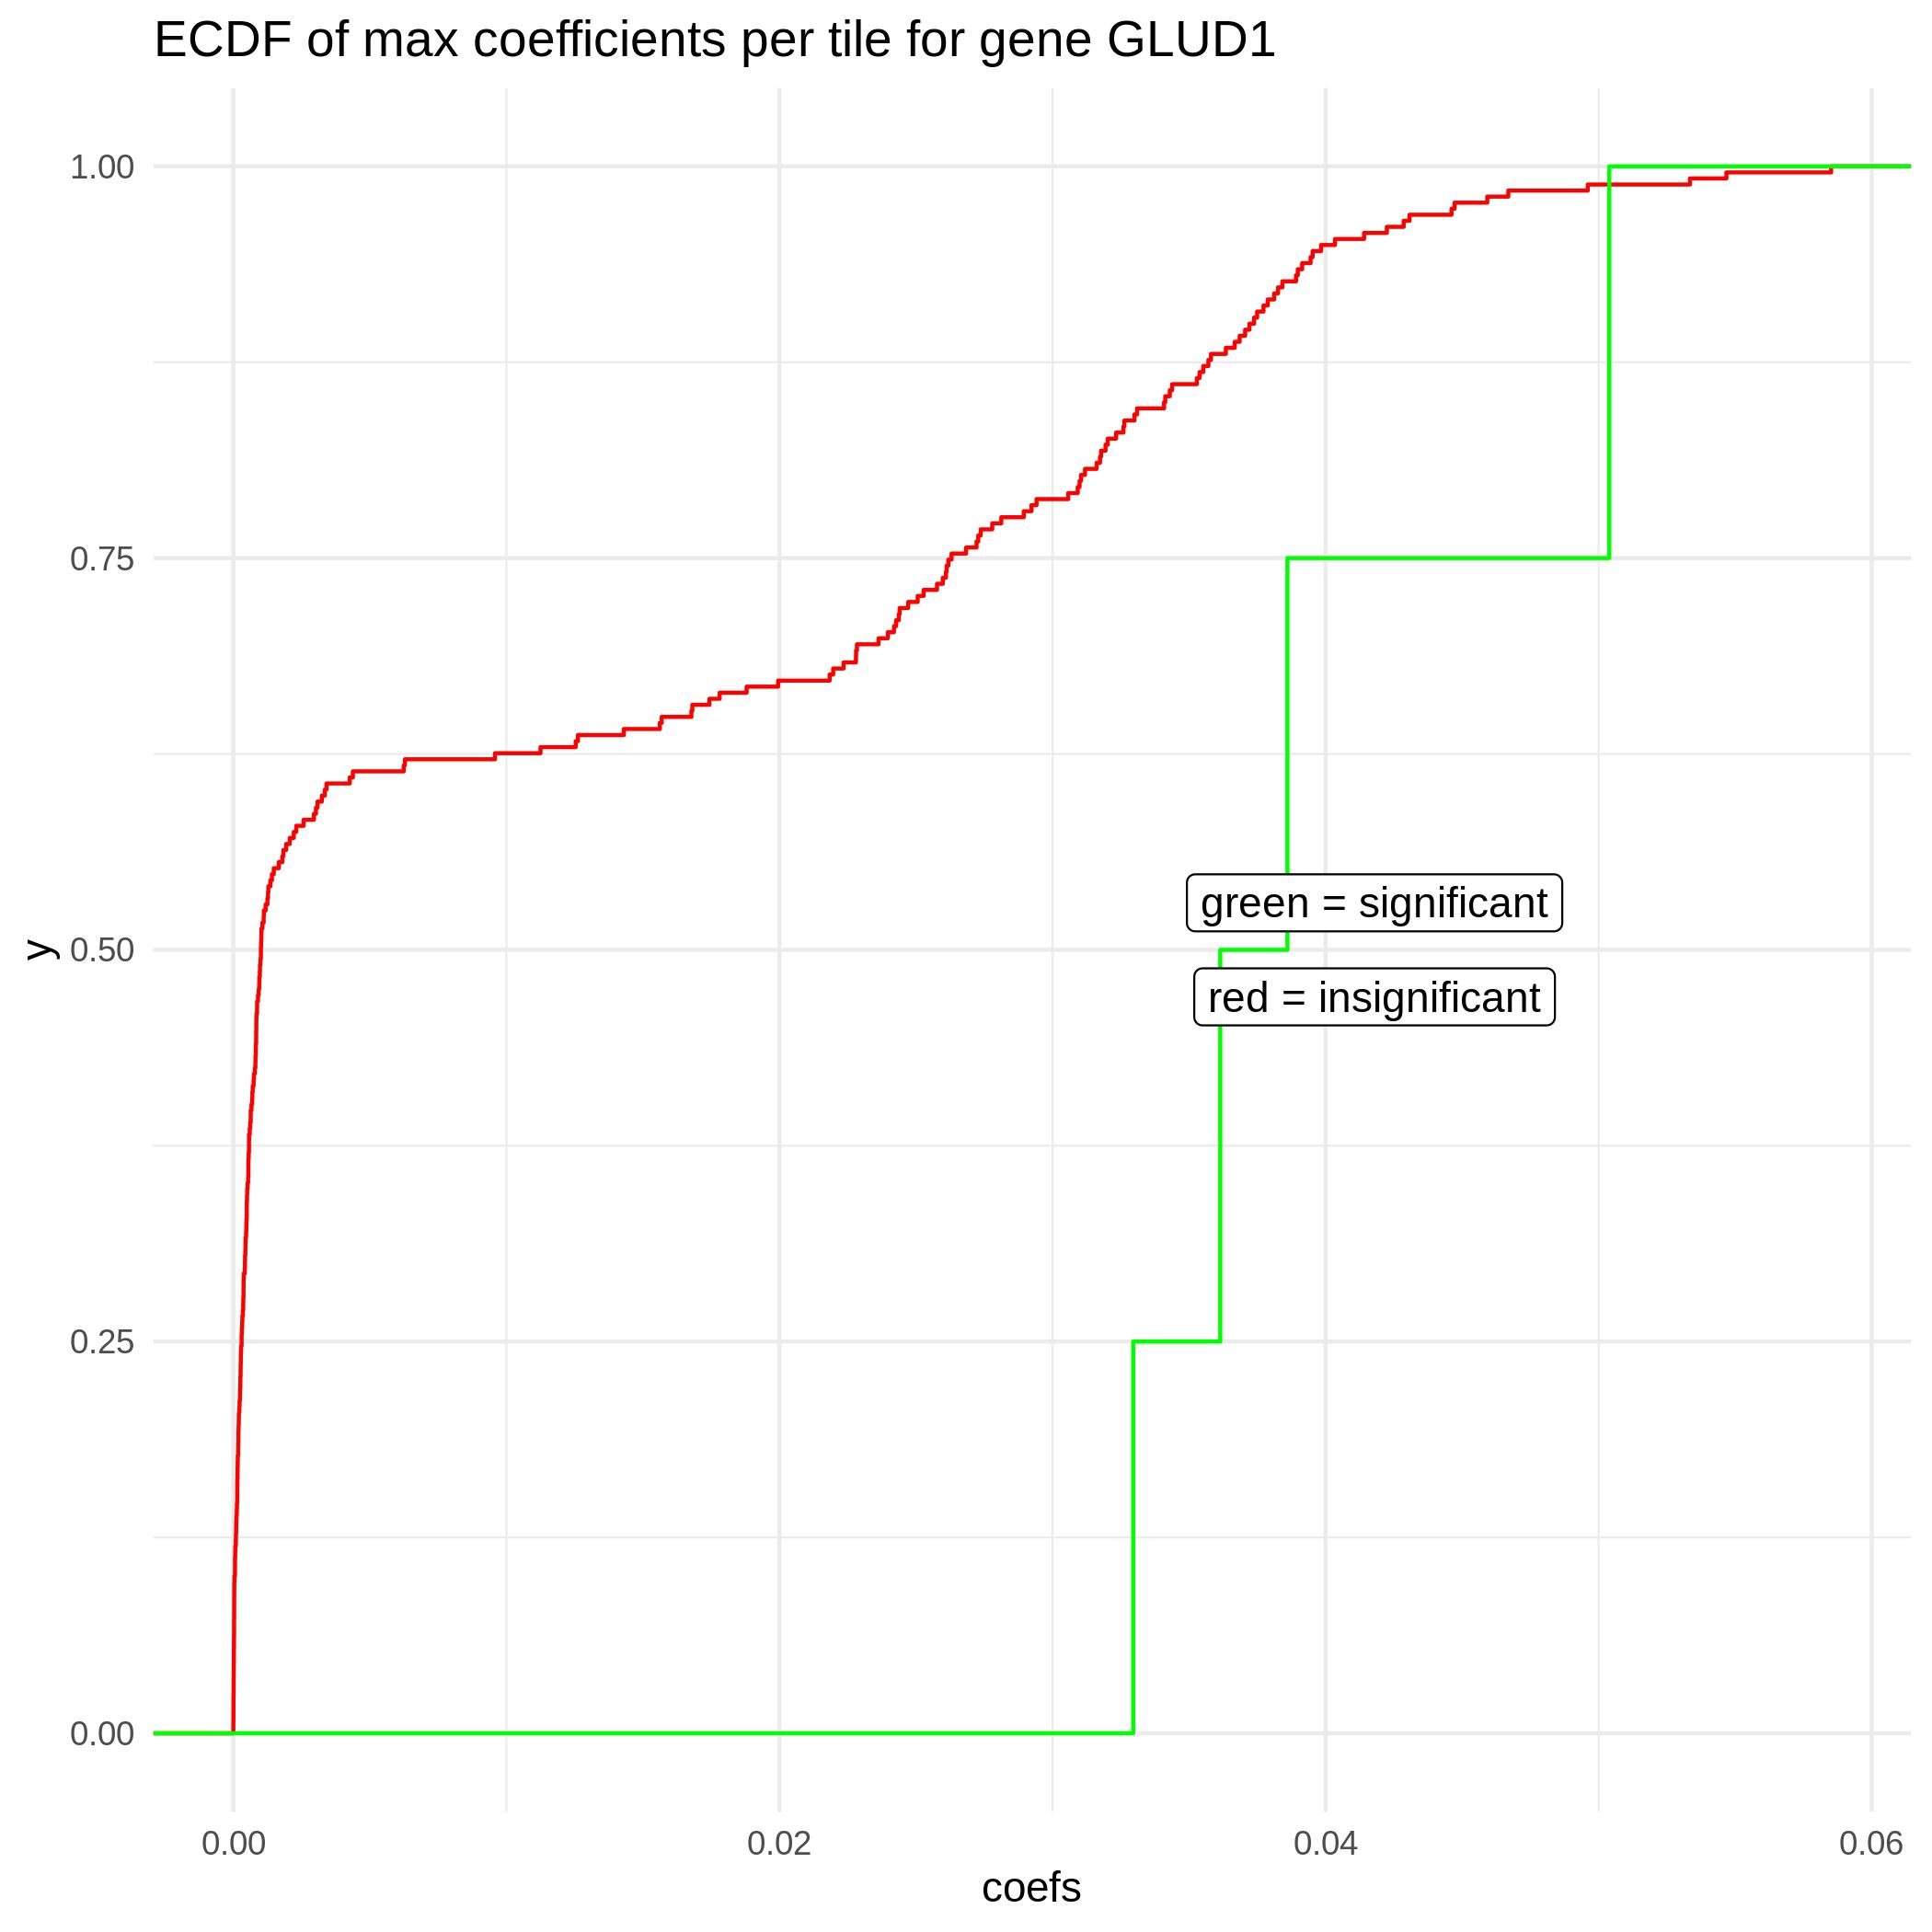 ECDF of max coefficients per tile for gene GLUD1
1.00
0.75
0.50
0.25
0.00
y
green = significant
red = insignificant
0.00
0.02
0.04
0.06
coefs